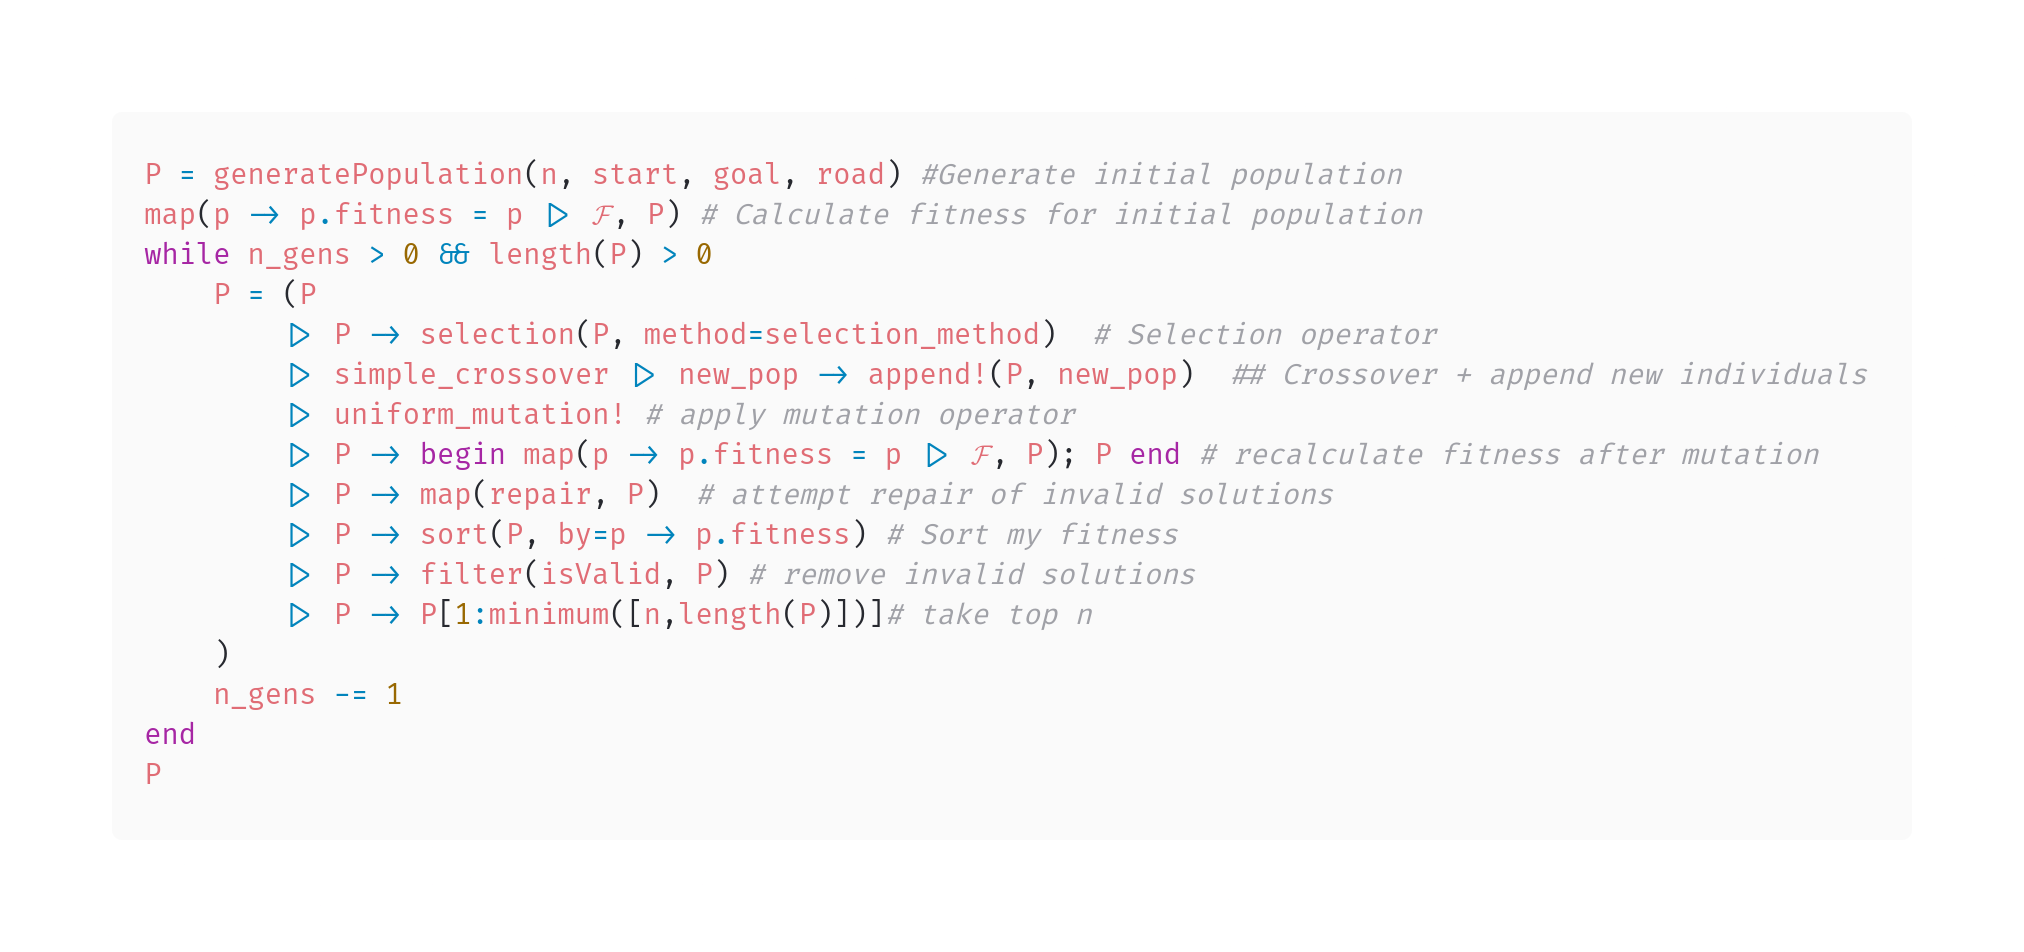 P = generatePopulation(n, start, goal, road) #Generate initial population
map(p -> p.fitness = p |> ℱ, P) # Calculate fitness for initial population
while n_gens > 0 && length(P) > 0
    P = (P
        |> P -> selection(P, method=selection_method)  # Selection operator
        |> simple_crossover |> new_pop -> append!(P, new_pop)  ## Crossover + append new individuals
        |> uniform_mutation! # apply mutation operator
        |> P -> begin map(p -> p.fitness = p |> ℱ, P); P end # recalculate fitness after mutation
        |> P -> map(repair, P)  # attempt repair of invalid solutions
        |> P -> sort(P, by=p -> p.fitness) # Sort my fitness
        |> P -> filter(isValid, P) # remove invalid solutions
        |> P -> P[1:minimum([n,length(P)])]# take top n
    )
    n_gens -= 1
end
P